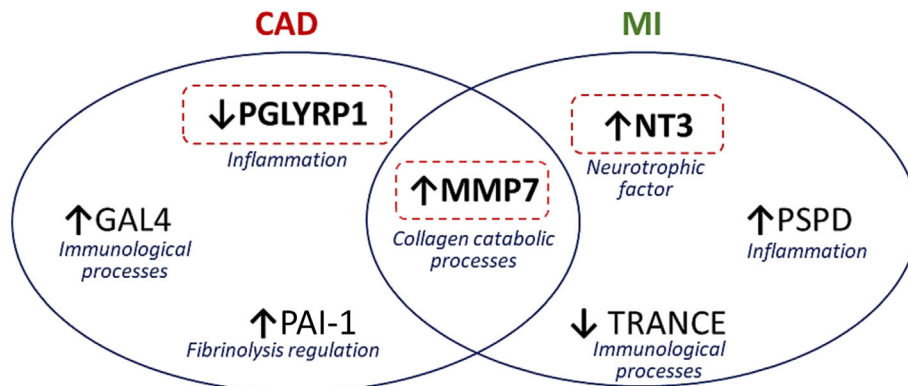 CAD
MI
↓PGLYRP1
Inflammation
↑NT3
Neurotrophic
factor
↑MMP7
Collagen catabolic
processes
↑GAL4
Immunological
processes
↑PSPD
Inflammation
↑PAI-1
Fibrinolysis regulation
↓ TRANCE
Immunological
processes